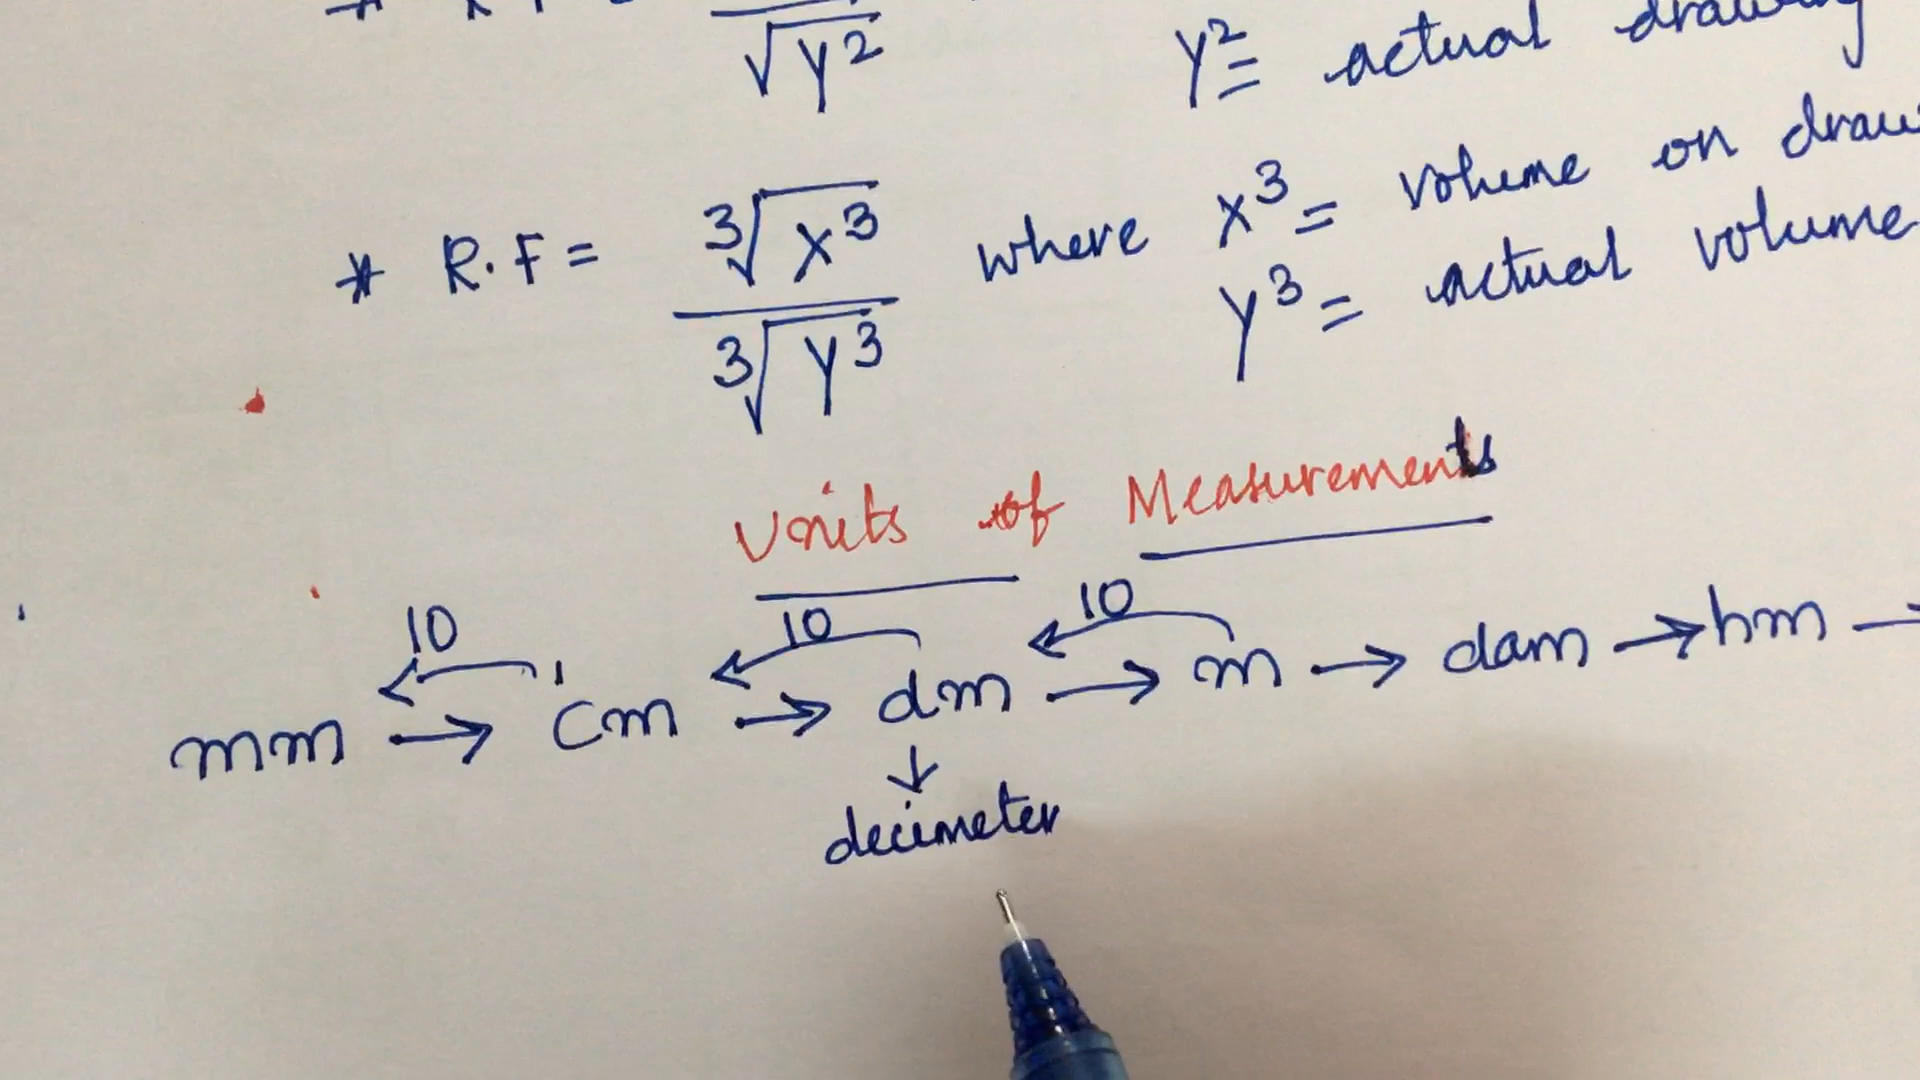 √y² y² = actual drawing
* R.F = ³√x³ / ³√y³ where x³ = volume on
y³ = actual volume
Units of Measurements
10 10 10
mm → cm → dm → m → dam → hm →
↓
decimeter